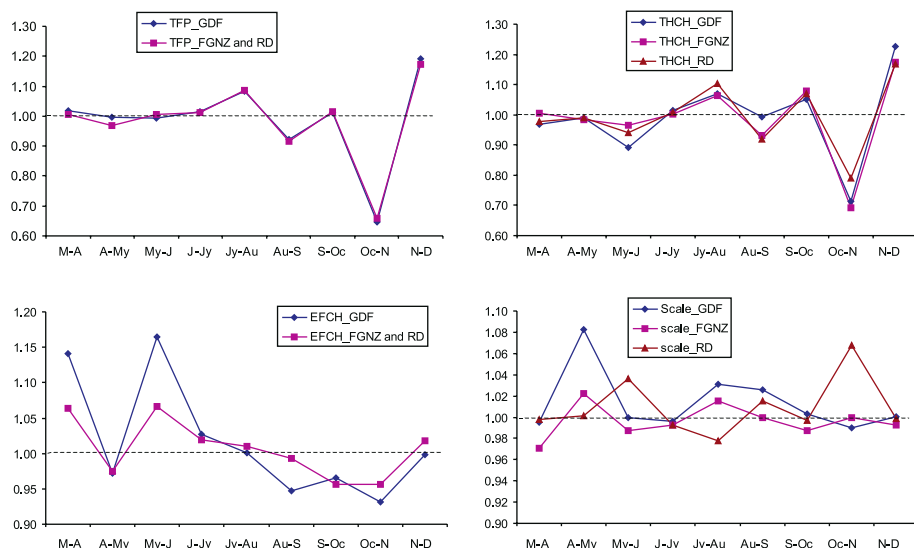 1.30
1.20
1.10
1.00
0.90
0.80
0.70
0.60
TFP_GDF
TFP_FGNZ and RD
M-A A-My My-J J-Jy Jy-Au Au-S S-Oc Oc-N N-D
1.30
1.20
1.10
1.00
0.90
0.80
0.70
0.60
THCH_GDF
THCH_FGNZ
THCH_RD
M-A A-My My-J J-Jy Jy-Au Au-S S-Oc Oc-N N-D
1.20
1.15
1.10
1.05
1.00
0.95
0.90
EFCH_GDF
EFCH_FGNZ and RD
M-A A-My My-J J-Jy Jy-Au Au-S S-Oc Oc-N N-D
1.10
1.08
1.06
1.04
1.02
1.00
0.98
0.96
0.94
0.92
0.90
Scale_GDF
scale_FGNZ
scale_RD
M-A A-My My-J J-Jy Jy-Au Au-S S-Oc Oc-N N-D